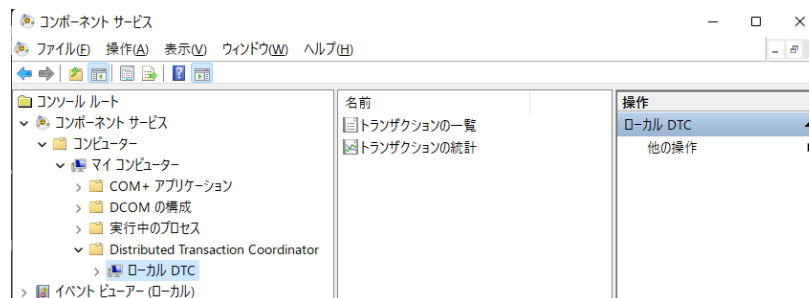 コンポーネント サービス
ファイル(F) 操作(A) 表示(V) ウィンドウ(W) ヘルプ(H)
コンソール ルート
コンポーネント サービス
コンピューター
マイ コンピューター
COM+ アプリケーション
DCOM の構成
実行中のプロセス
Distributed Transaction Coordinator
ローカル DTC
イベント ビューアー (ローカル)
名前
トランザクションの一覧
トランザクションの統計
操作
ローカル DTC
他の操作